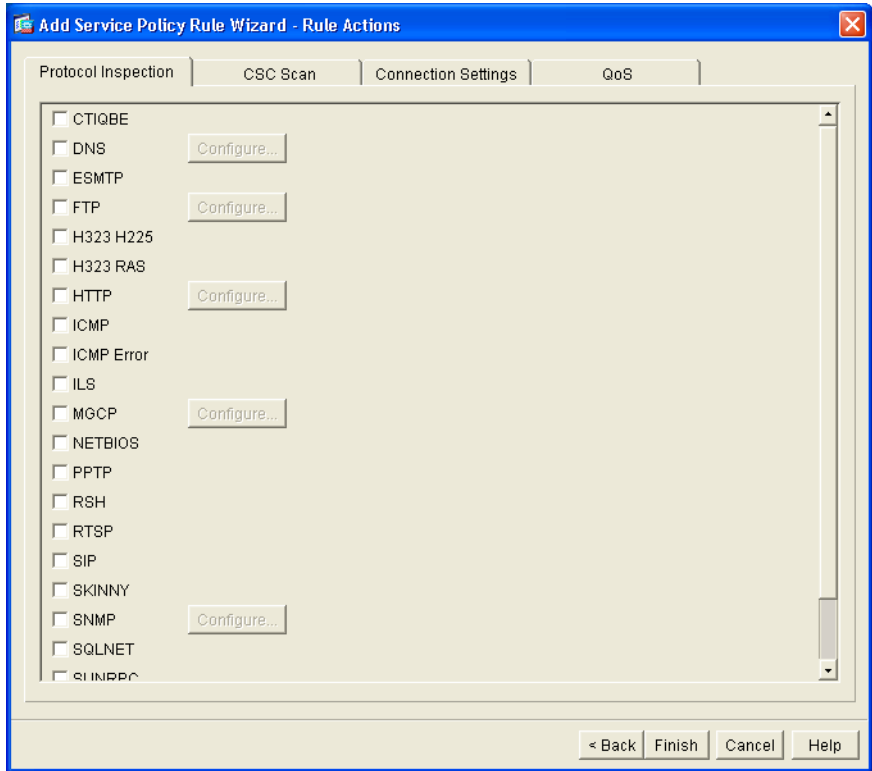 Add Service Policy Rule Wizard - Rule Actions
Protocol Inspection CSC Scan Connection Settings QoS
CTIQBE
DNS Configure...
ESMTP
FTP Configure...
H323 H225
H323 RAS
HTTP Configure...
ICMP
ICMP Error
ILS
MGCP Configure...
NETBIOS
PPTP
RSH
RTSP
SIP
SKINNY
SNMP Configure...
SQLNET
SUNRPC
< Back Finish Cancel Help